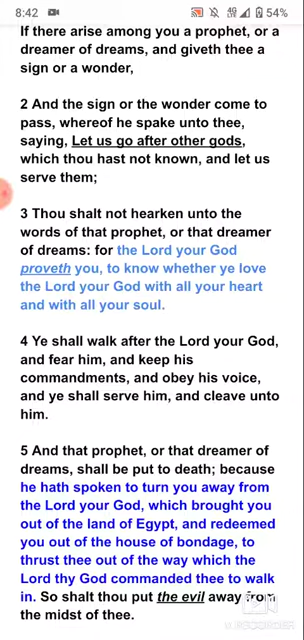 8:42
4G
54%
If there arise among you a prophet, or
a dreamer of dreams, and giveth thee a
sign or a wonder,
2 And the sign or the wonder come to
pass, whereof he spake unto thee,
saying, Let us go after other gods,
which thou hast not known, and let us
serve them;
3 Thou shalt not hearken unto the
words of that prophet, or that dreamer
of dreams: for the Lord your God
proveth you, to know whether ye love
the Lord your God with all your heart
and with all your soul.
4 Ye shall walk after the Lord your God,
and fear him, and keep his
commandments, and obey his voice,
and ye shall serve him, and cleave unto
him.
5 And that prophet, or that dreamer of
dreams, shall be put to death; because
he hath spoken to turn you away from
the Lord your God, which brought you
out of the land of Egypt, and redeemed
you out of the house of bondage, to
thrust thee out of the way which the
Lord thy God commanded thee to walk
in. So shalt thou put the evil away from
the midst of thee.
RECORDER